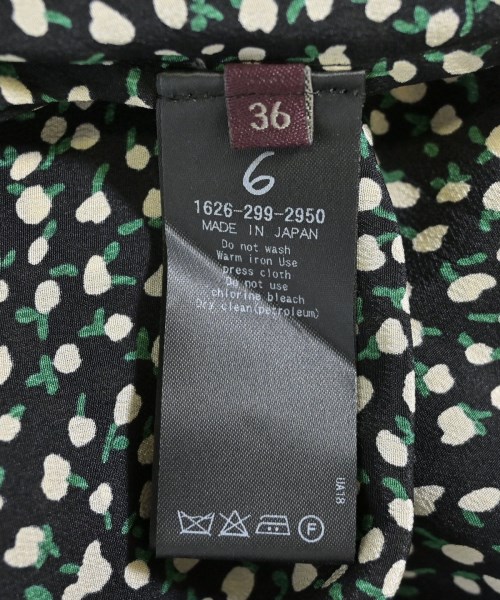 36
6
1626-299-2950
MADE IN JAPAN
Do not wash
Warm iron Use
press cloth
Do not use
chlorine bleach
Dry clean(petroleum)
UA18
F